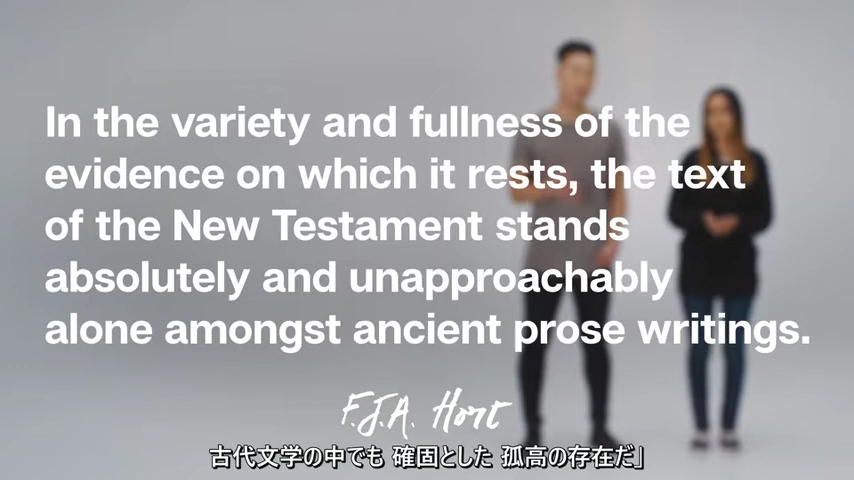 In the variety and fullness of the
evidence on which it rests, the text
of the New Testament stands
absolutely and unapproachably
alone amongst ancient prose writings.
F.J.A. Hort
古代文学の中でも 確固とした 孤高の存在だ」